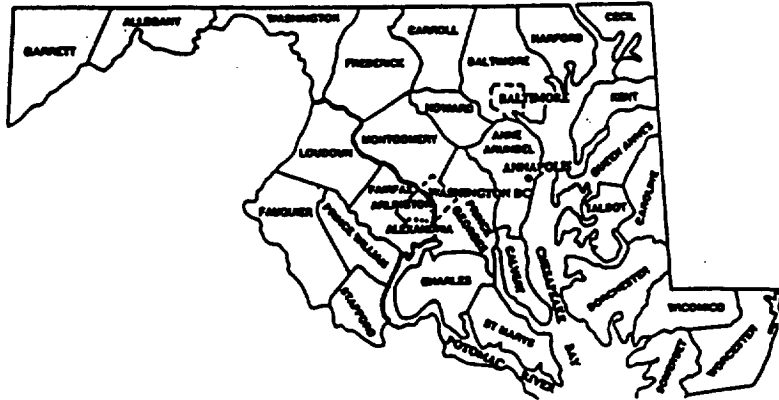 GARRETT
ALLEGANY
WASHINGTON
FREDERICK
CARROLL
BALTIMORE
HARFORD
CECIL
BALTIMORE
KENT
HOWARD
MONTGOMERY
ANNE
ARUNDEL
ANNAPOLIS
QUEEN ANNE'S
CAROLINE
TALBOT
LOUDOUN
FAIRFAX
ARLINGTON
ALEXANDRIA
WASHINGTON DC
PRINCE
GEORGES
FAUQUIER
PRINCE WILLIAM
STAFFORD
CHARLES
CALVERT
CHESAPEAKE
BAY
ST MARYS
POTOMAC
RIVER
DORCHESTER
WICOMICO
SOMERSET
WORCESTER